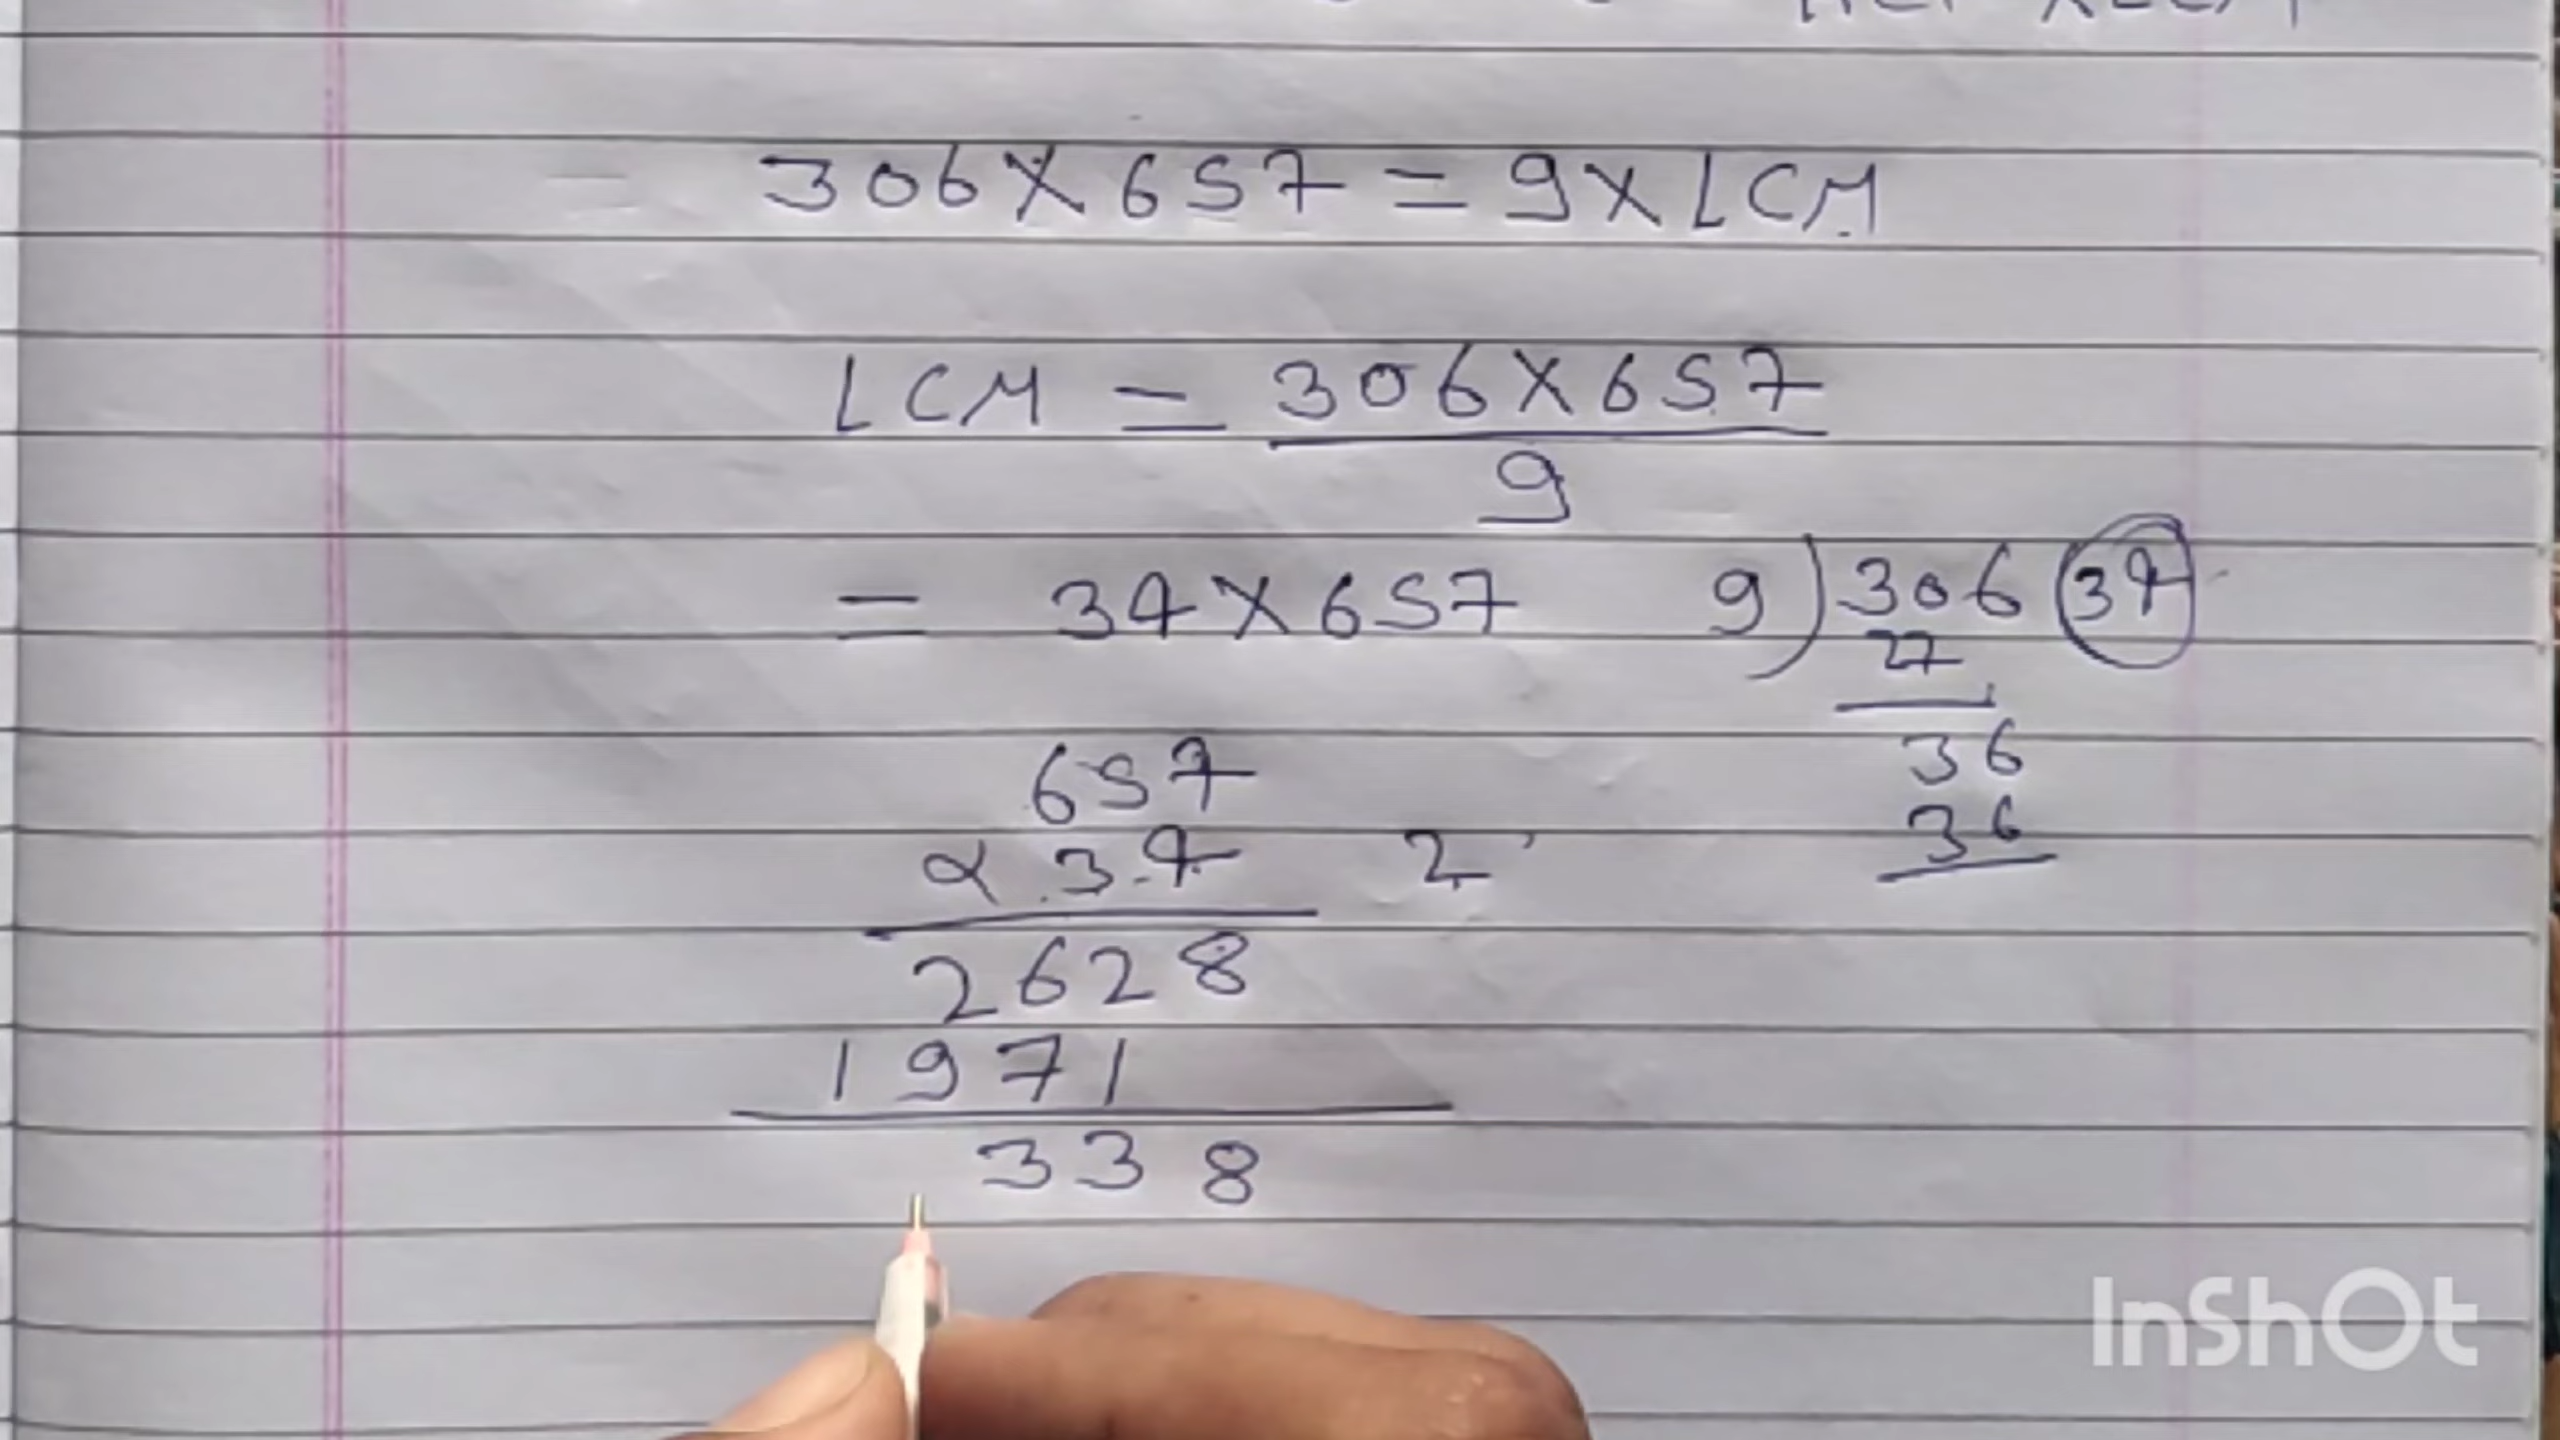 306 X 657 = 9 X LCM
LCM = 306 X 657
9
= 34 X 657 9 ) 306 ( 34
27
36
36
657
x 34 2
2628
1971
338
InShOt